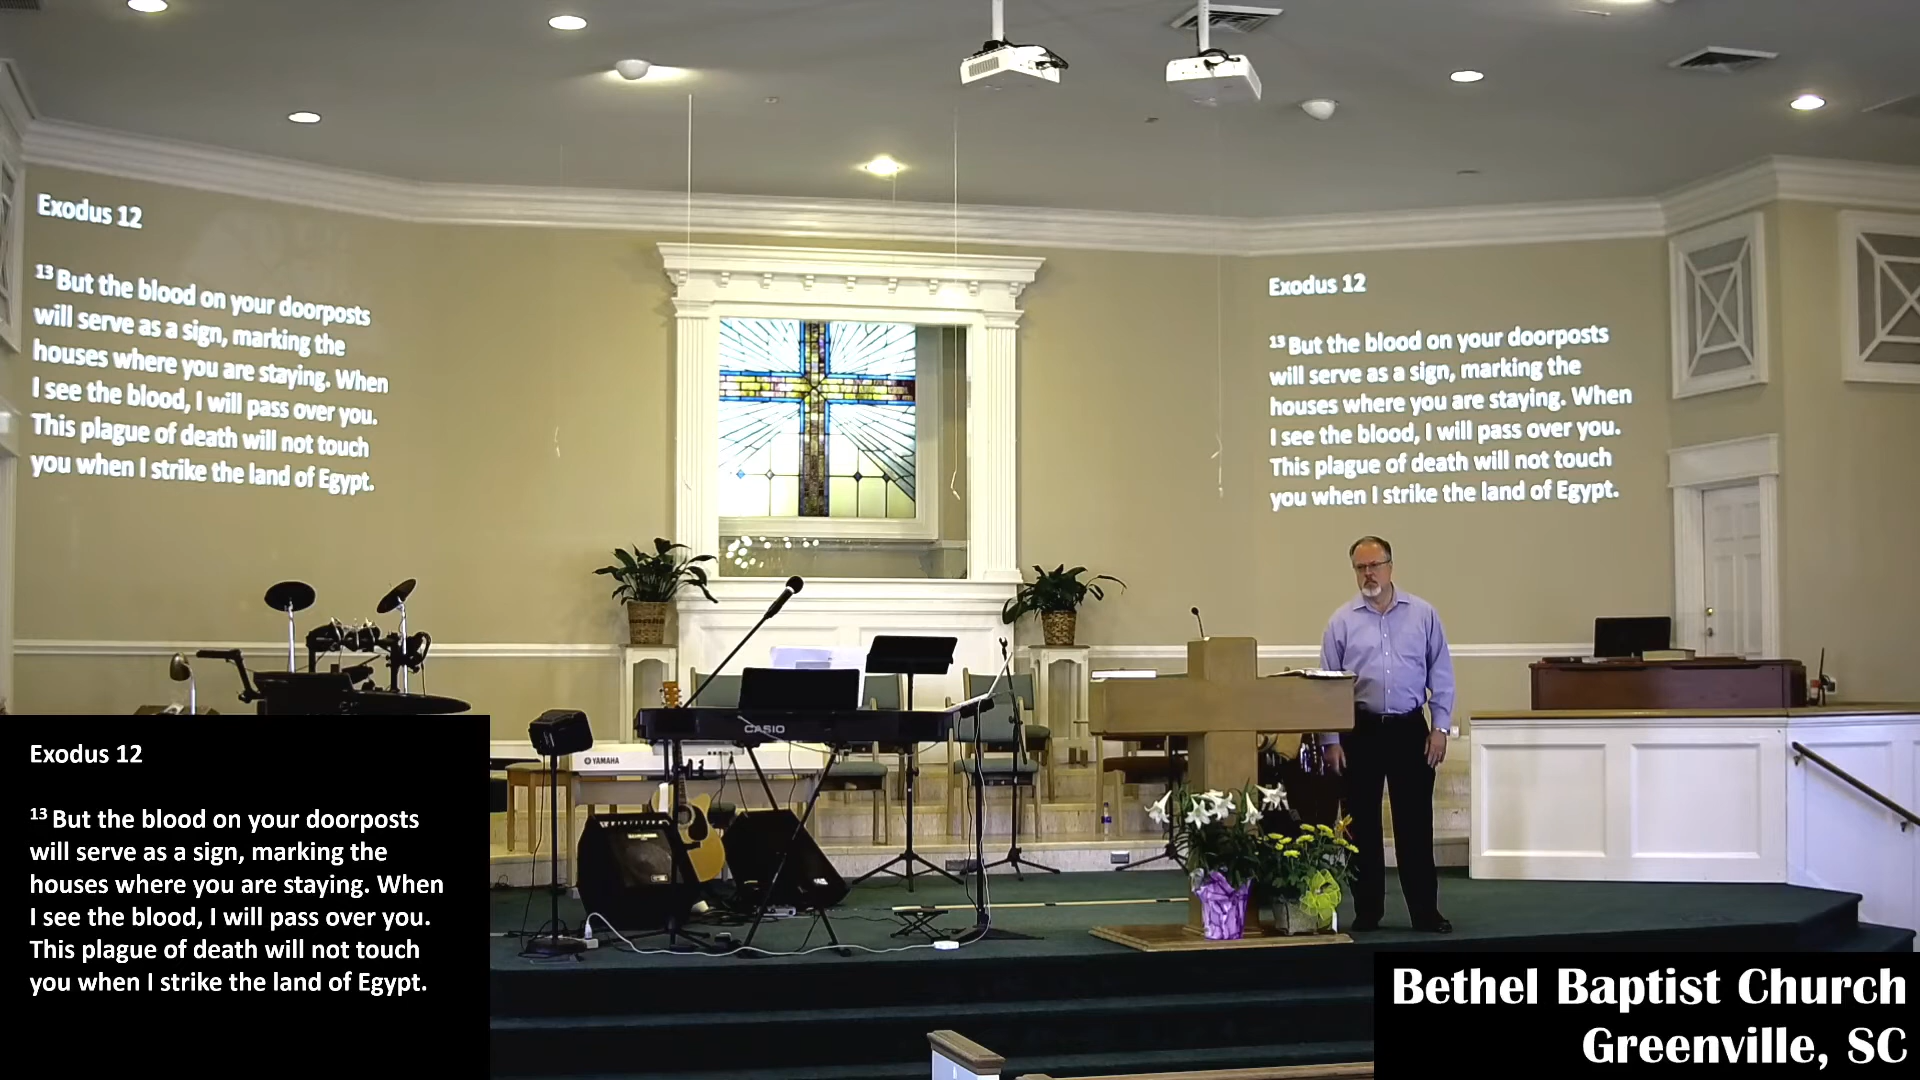 Exodus 12
13 But the blood on your doorposts
will serve as a sign, marking the
houses where you are staying. When
I see the blood, I will pass over you.
This plague of death will not touch
you when I strike the land of Egypt.
Exodus 12
13 But the blood on your doorposts
will serve as a sign, marking the
houses where you are staying. When
I see the blood, I will pass over you.
This plague of death will not touch
you when I strike the land of Egypt.
CASIO
YAMAHA
Exodus 12
13 But the blood on your doorposts
will serve as a sign, marking the
houses where you are staying. When
I see the blood, I will pass over you.
This plague of death will not touch
you when I strike the land of Egypt.
Bethel Baptist Church
Greenville, SC